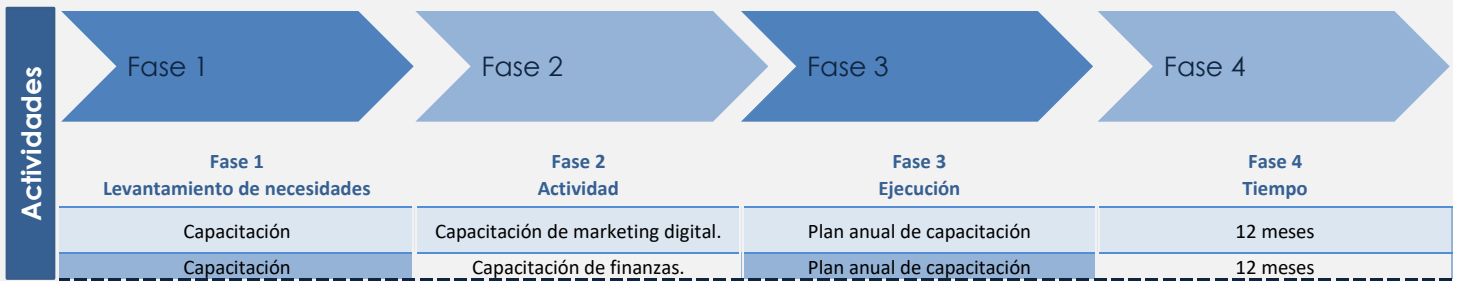 Actividades
Fase 1
Fase 2
Fase 3
Fase 4
Fase 1
Levantamiento de necesidades
Fase 2
Actividad
Fase 3
Ejecución
Fase 4
Tiempo
Capacitación
Capacitación de marketing digital.
Plan anual de capacitación
12 meses
Capacitación
Capacitación de finanzas.
Plan anual de capacitación
12 meses